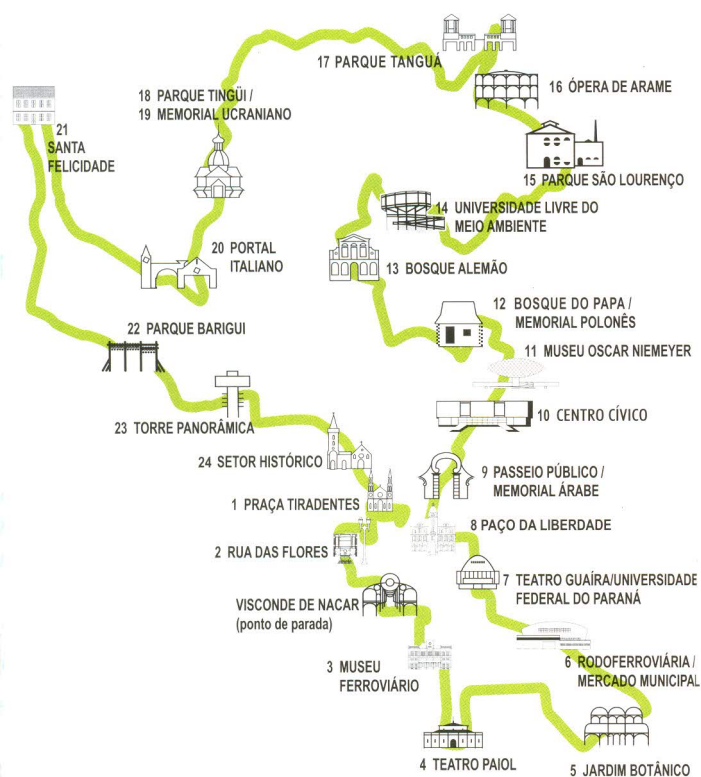 17 PARQUE TANGUÁ
16 ÓPERA DE ARAME
18 PARQUE TINGÜI /
19 MEMORIAL UCRANIANO
21
SANTA
FELICIDADE
15 PARQUE SÃO LOURENÇO
14 UNIVERSIDADE LIVRE DO
MEIO AMBIENTE
20 PORTAL
ITALIANO
13 BOSQUE ALEMÃO
12 BOSQUE DO PAPA /
MEMORIAL POLONÊS
22 PARQUE BARIGUI
11 MUSEU OSCAR NIEMEYER
10 CENTRO CÍVICO
23 TORRE PANORÂMICA
24 SETOR HISTÓRICO
9 PASSEIO PÚBLICO /
MEMORIAL ÁRABE
1 PRAÇA TIRADENTES
8 PAÇO DA LIBERDADE
2 RUA DAS FLORES
7 TEATRO GUAÍRA/UNIVERSIDADE
FEDERAL DO PARANÁ
VISCONDE DE NACAR
(ponto de parada)
3 MUSEU
FERROVIÁRIO
6 RODOFERROVIÁRIA /
MERCADO MUNICIPAL
4 TEATRO PAIOL
5 JARDIM BOTÂNICO